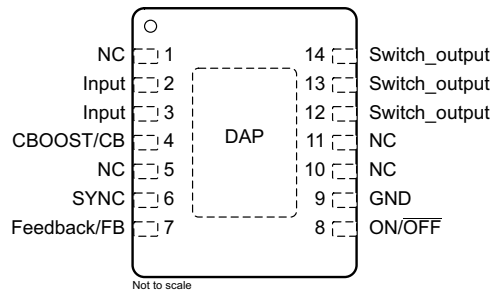 NC 1 14 Switch_output
Input 2 13 Switch_output
Input 3 12 Switch_output
CBOOST/CB 4 DAP 11 NC
NC 5 10 NC
SYNC 6 9 GND
Feedback/FB 7 8 ON/OFF
Not to scale